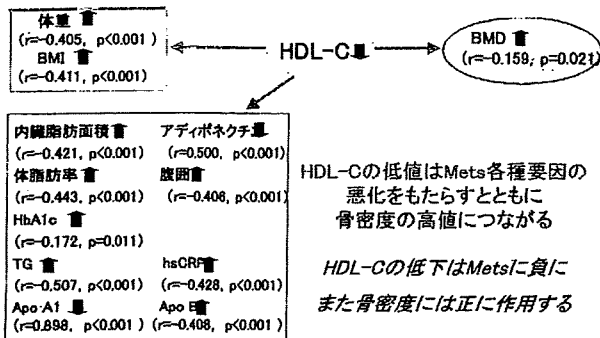 体重⬆
(r=-0.405, p<0.001 )
BMI ⬆
(r=-0.411, p<0.001)
HDL-C⬇
BMD ⬆
(r=-0.159, p=0.021)
内臓脂肪面積⬆ アディポネクチン⬇
(r=-0.421, p<0.001) (r=0.500, p<0.001)
体脂肪率⬆ 腹囲⬆
(r=-0.443, p<0.001) (r=-0.406, p<0.001)
HbA1c ⬆
(r=-0.172, p=0.011)
TG ⬆ hsCRP⬆
(r=-0.507, p<0.001) (r=-0.428, p<0.001)
Apo-A1 ⬇ Apo B⬆
(r=0.898, p<0.001 ) (r=-0.408, p<0.001 )
HDL-Cの低値はMets各種要因の
悪化をもたらすとともに
骨密度の高値につながる
HDL-Cの低下はMetsに負に
また骨密度には正に作用する